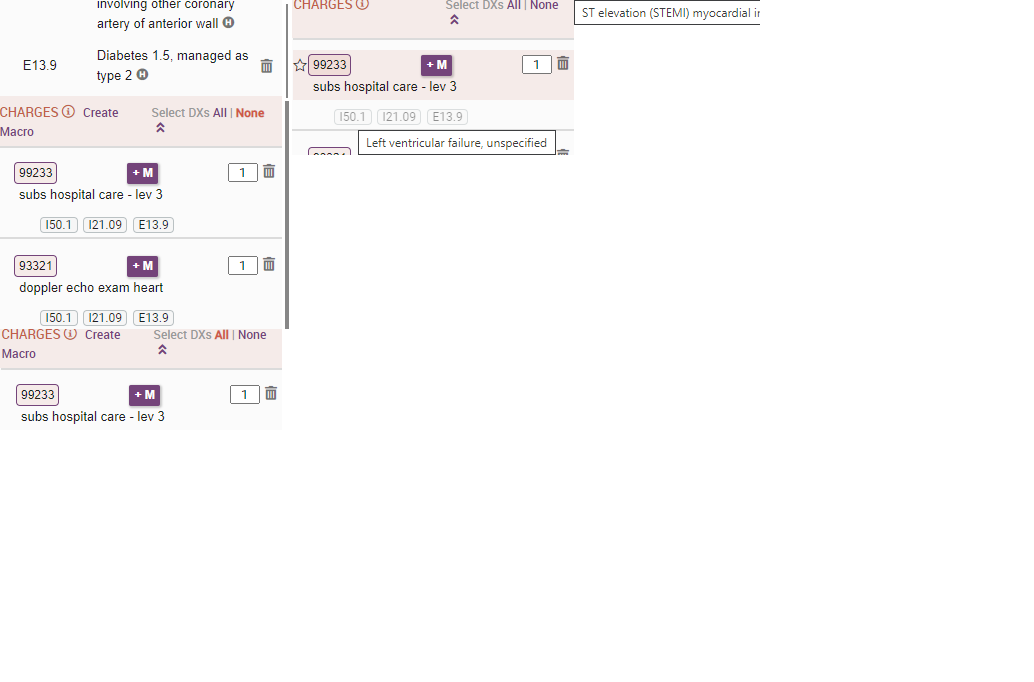 involving other coronary
artery of anterior wall H
E13.9
Diabetes 1.5, managed as
type 2 H
CHARGES Create
Macro
Select DXs All | None
99233
+ M
1
subs hospital care - lev 3
I50.1 I21.09 E13.9
93321
+ M
1
doppler echo exam heart
I50.1 I21.09 E13.9
CHARGES Create
Macro
Select DXs All | None
99233
+ M
1
subs hospital care - lev 3
CHARGES
Select DXs All | None
99233
+ M
1
subs hospital care - lev 3
I50.1 I21.09 E13.9
Left ventricular failure, unspecified
ST elevation (STEMI) myocardial